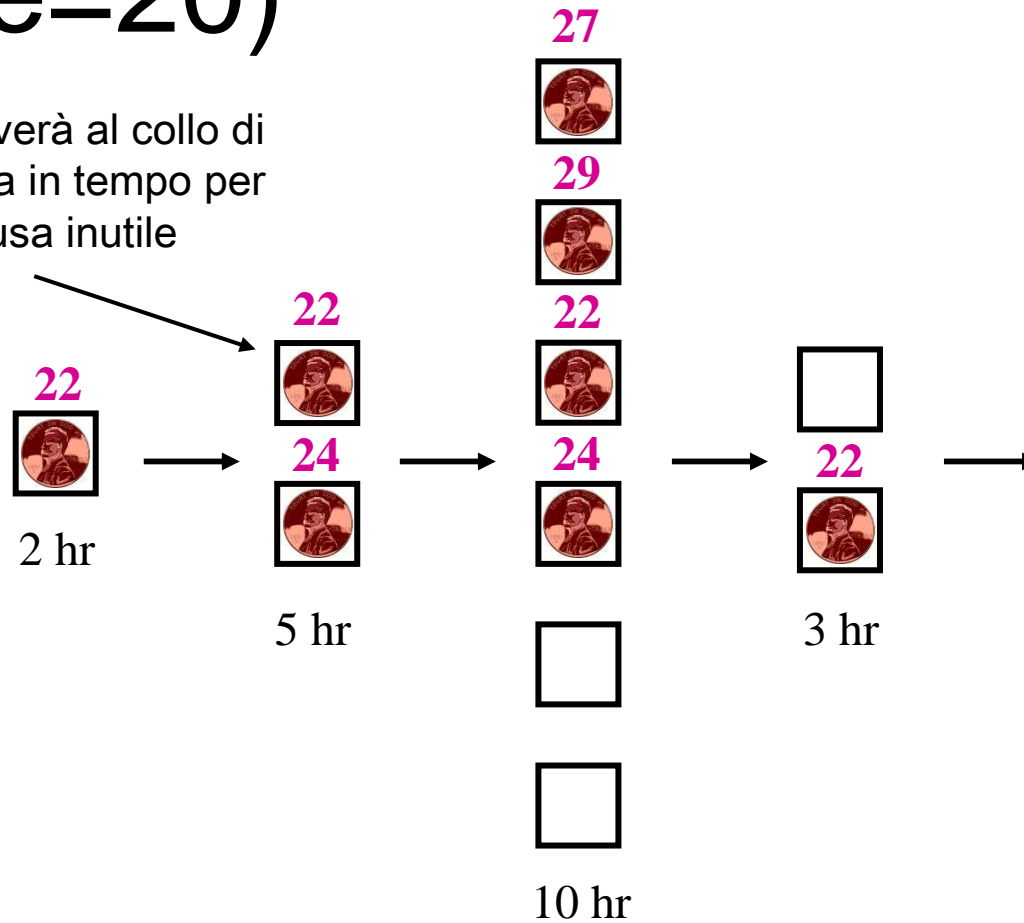 e=20)
verà al collo di
a in tempo per
usa inutile
27
29
22
22
22
24
24
22
2 hr
5 hr
3 hr
10 hr